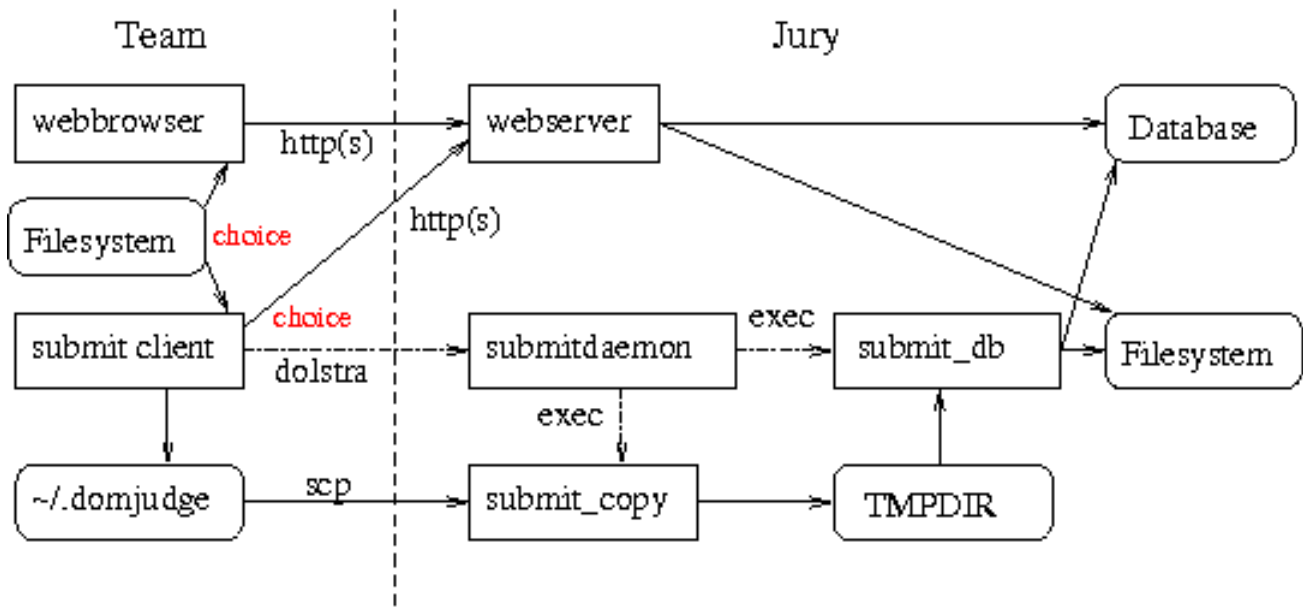 Team
Jury
webbrowser
http(s)
webserver
Database
Filesystem
choice
http(s)
submit client
choice
dolstra
submitdaemon
exec
submit_db
Filesystem
exec
~/.domjudge
scp
submit_copy
TMPDIR